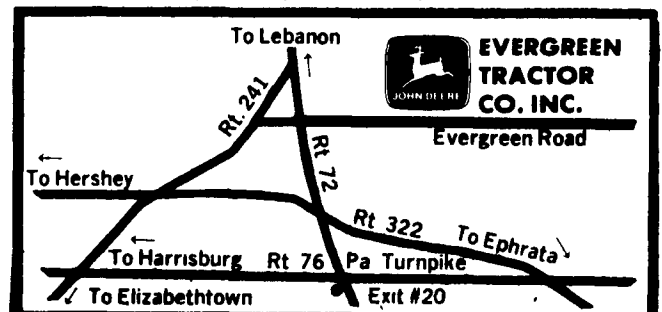 To Lebanon
EVERGREEN
TRACTOR
CO. INC.
JOHN DEERE
Rt. 241
Evergreen Road
Rt 72
To Hershey
Rt 322
To Ephrata
To Harrisburg Rt 76 Pa Turnpike
To Elizabethtown Exit #20